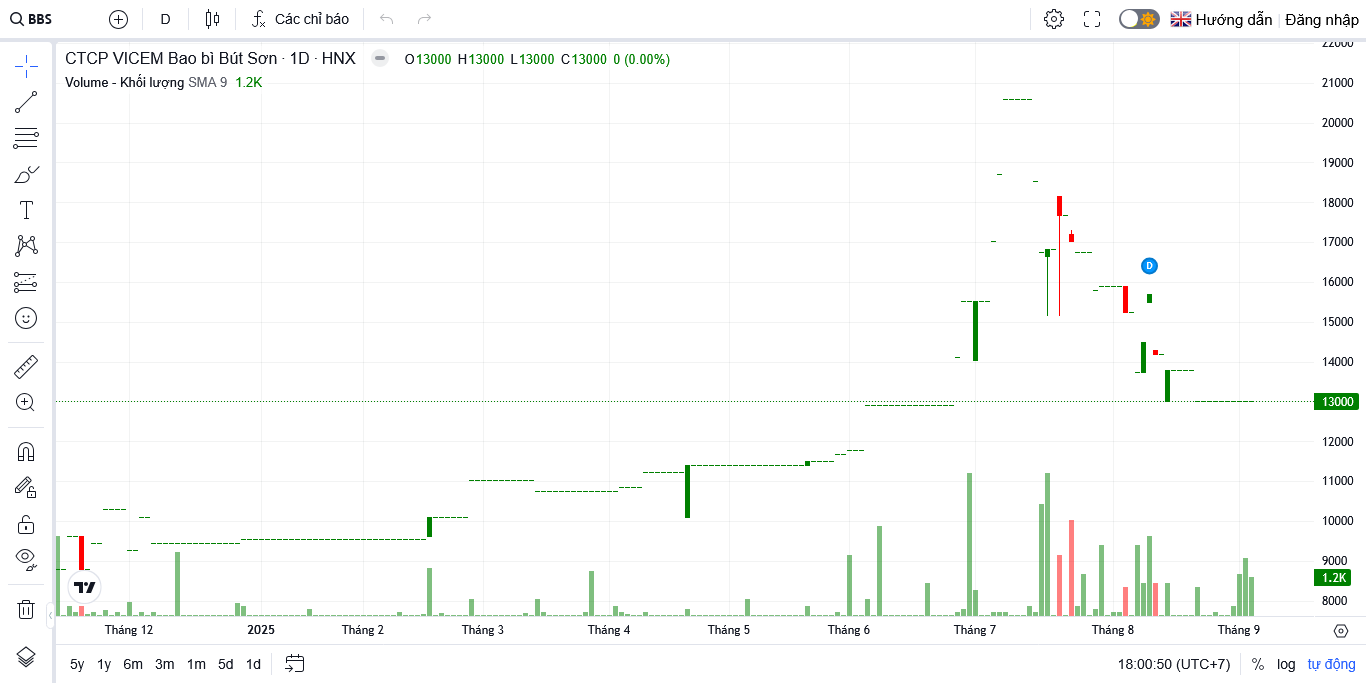 BBS D Các chỉ báo Hướng dẫn Đăng nhập
CTCP VICEM Bao bì Bút Sơn · 1D · HNX O13000 H13000 L13000 C13000 0 (0.00%)
Volume - Khối lượng SMA 9 1.2K
22000
21000
20000
19000
18000
17000
16000
D
15000
14000
13000
12000
11000
10000
9000
1.2K
8000
Tháng 12 2025 Tháng 2 Tháng 3 Tháng 4 Tháng 5 Tháng 6 Tháng 7 Tháng 8 Tháng 9
5y 1y 6m 3m 1m 5d 1d 18:00:50 (UTC+7) % log tự động